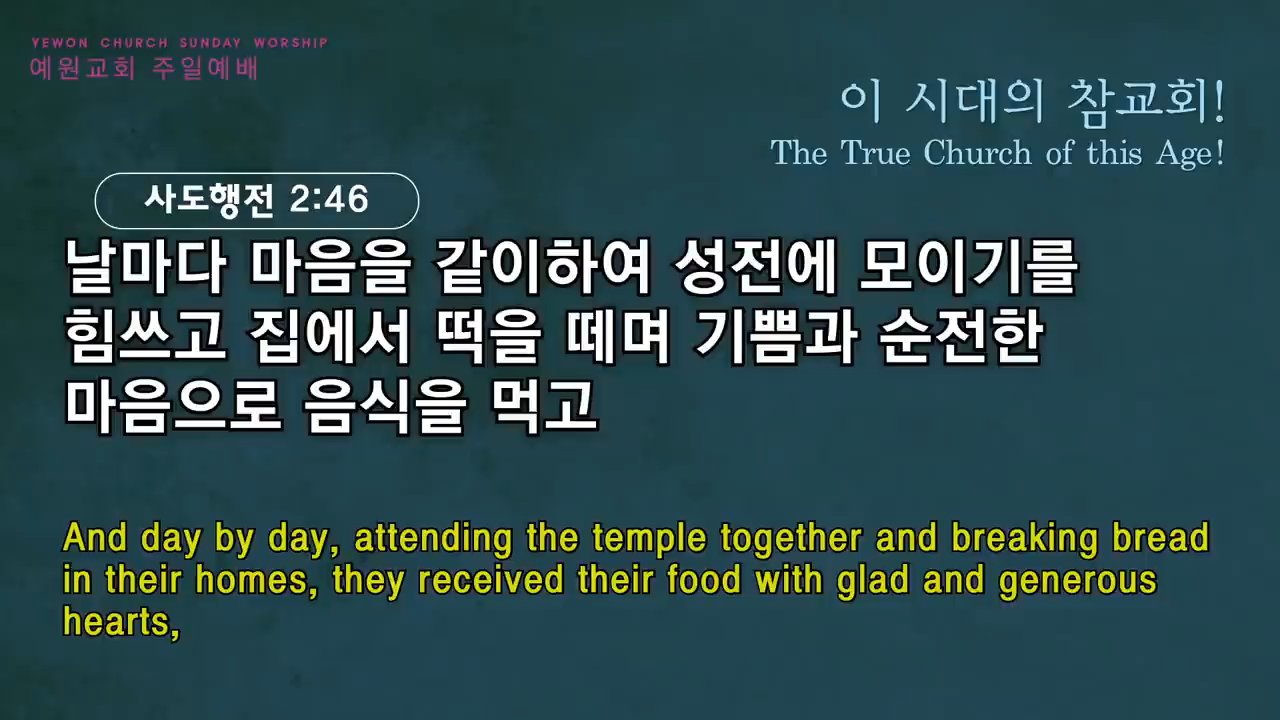 YEWON CHURCH SUNDAY WORSHIP
예원교회 주일예배
이 시대의 참교회!
The True Church of this Age!
사도행전 2:46
날마다 마음을 같이하여 성전에 모이기를
힘쓰고 집에서 떡을 떼며 기쁨과 순전한
마음으로 음식을 먹고
And day by day, attending the temple together and breaking bread
in their homes, they received their food with glad and generous
hearts,